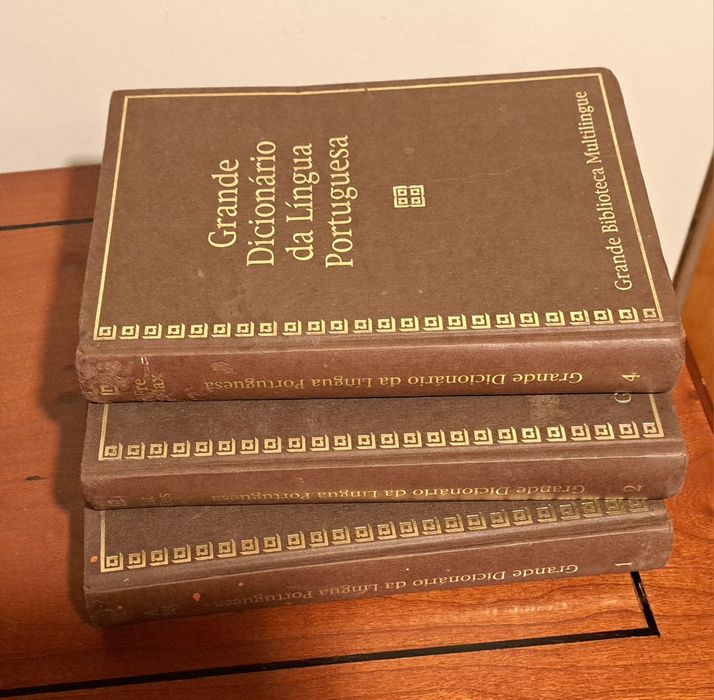 Grande
Dicionário
da Língua
Portuguesa
Grande Biblioteca Multilingue
Grande Dicionário da Língua Portuguesa
4
G
Grande Dicionário da Língua Portuguesa
2
Grande Dicionário da Língua Portuguesa
1